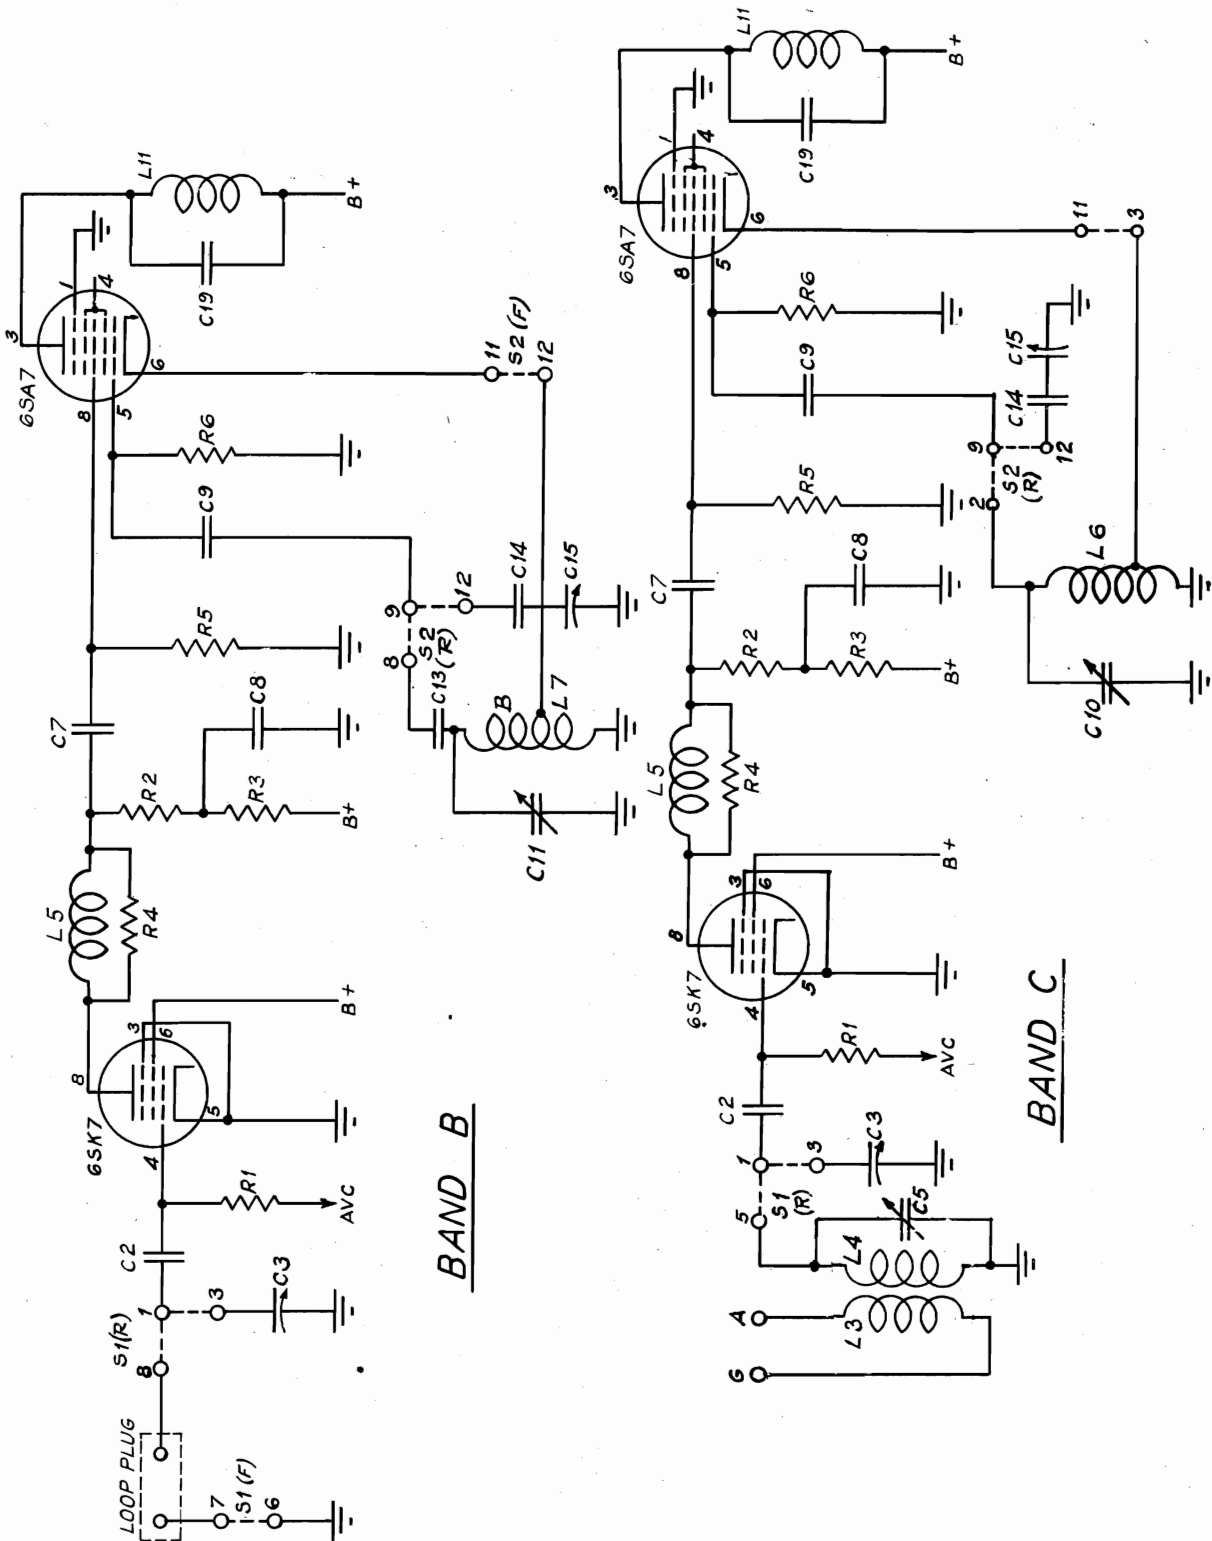 LOOP PLUG
7
S1 (F)
6
8
S1(R)
1
3
C3
C2
R1
AVC
4
6SK7
8
3
6
5
B+
L5
R4
R2
R3
B+
C8
C7
R5
C9
R6
8
5
6SA7
3
1
4
6
C19
L11
B+
11
S2 (F)
12
8
S2
(R)
9
12
C13
C14
C15
B
L7
C11
BAND B
G
A
L3
L4
C5
5
S1
(R)
1
3
C3
C2
R1
AVC
4
6SK7
8
3
6
5
B+
L5
R4
R2
R3
B+
C8
C7
R5
C9
R6
8
5
6SA7
3
1
4
6
C19
L11
B+
11
3
2
S2
(R)
9
12
C14
C15
L6
C10
BAND C